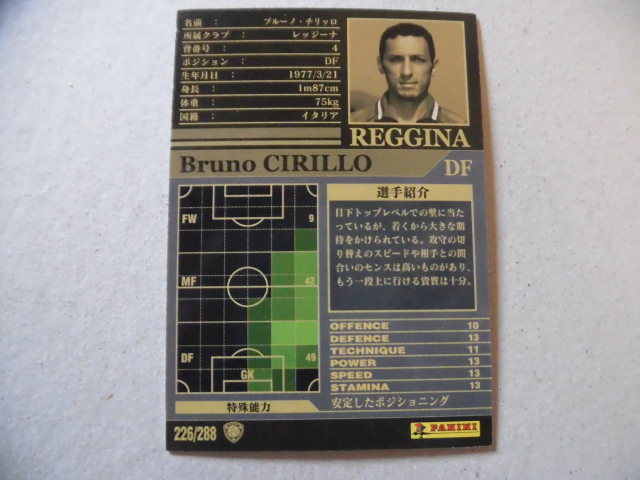 名前 : ブルーノ・チリッロ
所属クラブ : レッジーナ
背番号 : 4
ポジション : DF
生年月日 : 1977/3/21
身長 : 1m87cm
体重 : 75kg
国籍 : イタリア
REGGINA
Bruno CIRILLO
DF
FW 9
MF 42
DF 49
GK
選手紹介
目下トップレベルでの壁に当た
っているが、若くから大きな期
待をかけられている。攻守の切
り替えのスピードや相手との間
合いのセンスは高いものがあり、
もう一段上に行ける資質は十分。
OFFENCE 10
DEFENCE 13
TECHNIQUE 11
POWER 13
SPEED 13
STAMINA 13
特殊能力
安定したポジショニング
226/288
PANINI